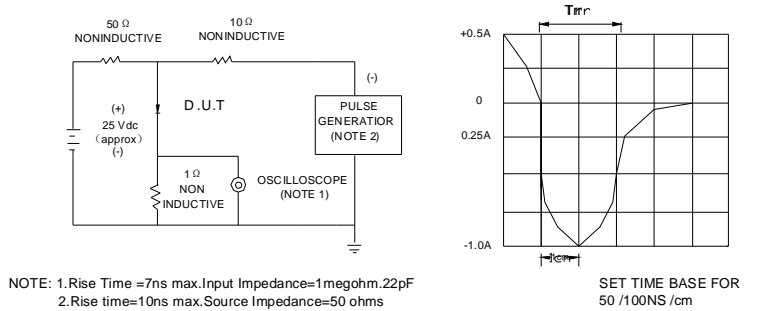 50 Ω
NONINDUCTIVE
10 Ω
NONINDUCTIVE
(+)
25 Vdc
(approx)
(-)
D.U.T
1 Ω
NON
INDUCTIVE
OSCILLOSCOPE
(NOTE 1)
(-)
PULSE
GENERATIOR
(NOTE 2)
Trr
+0.5A
0
0.25A
-1.0A
1cm
NOTE: 1.Rise Time =7ns max.Input Impedance=1megohm.22pF
2.Rise time=10ns max.Source Impedance=50 ohms
SET TIME BASE FOR
50 /100NS /cm